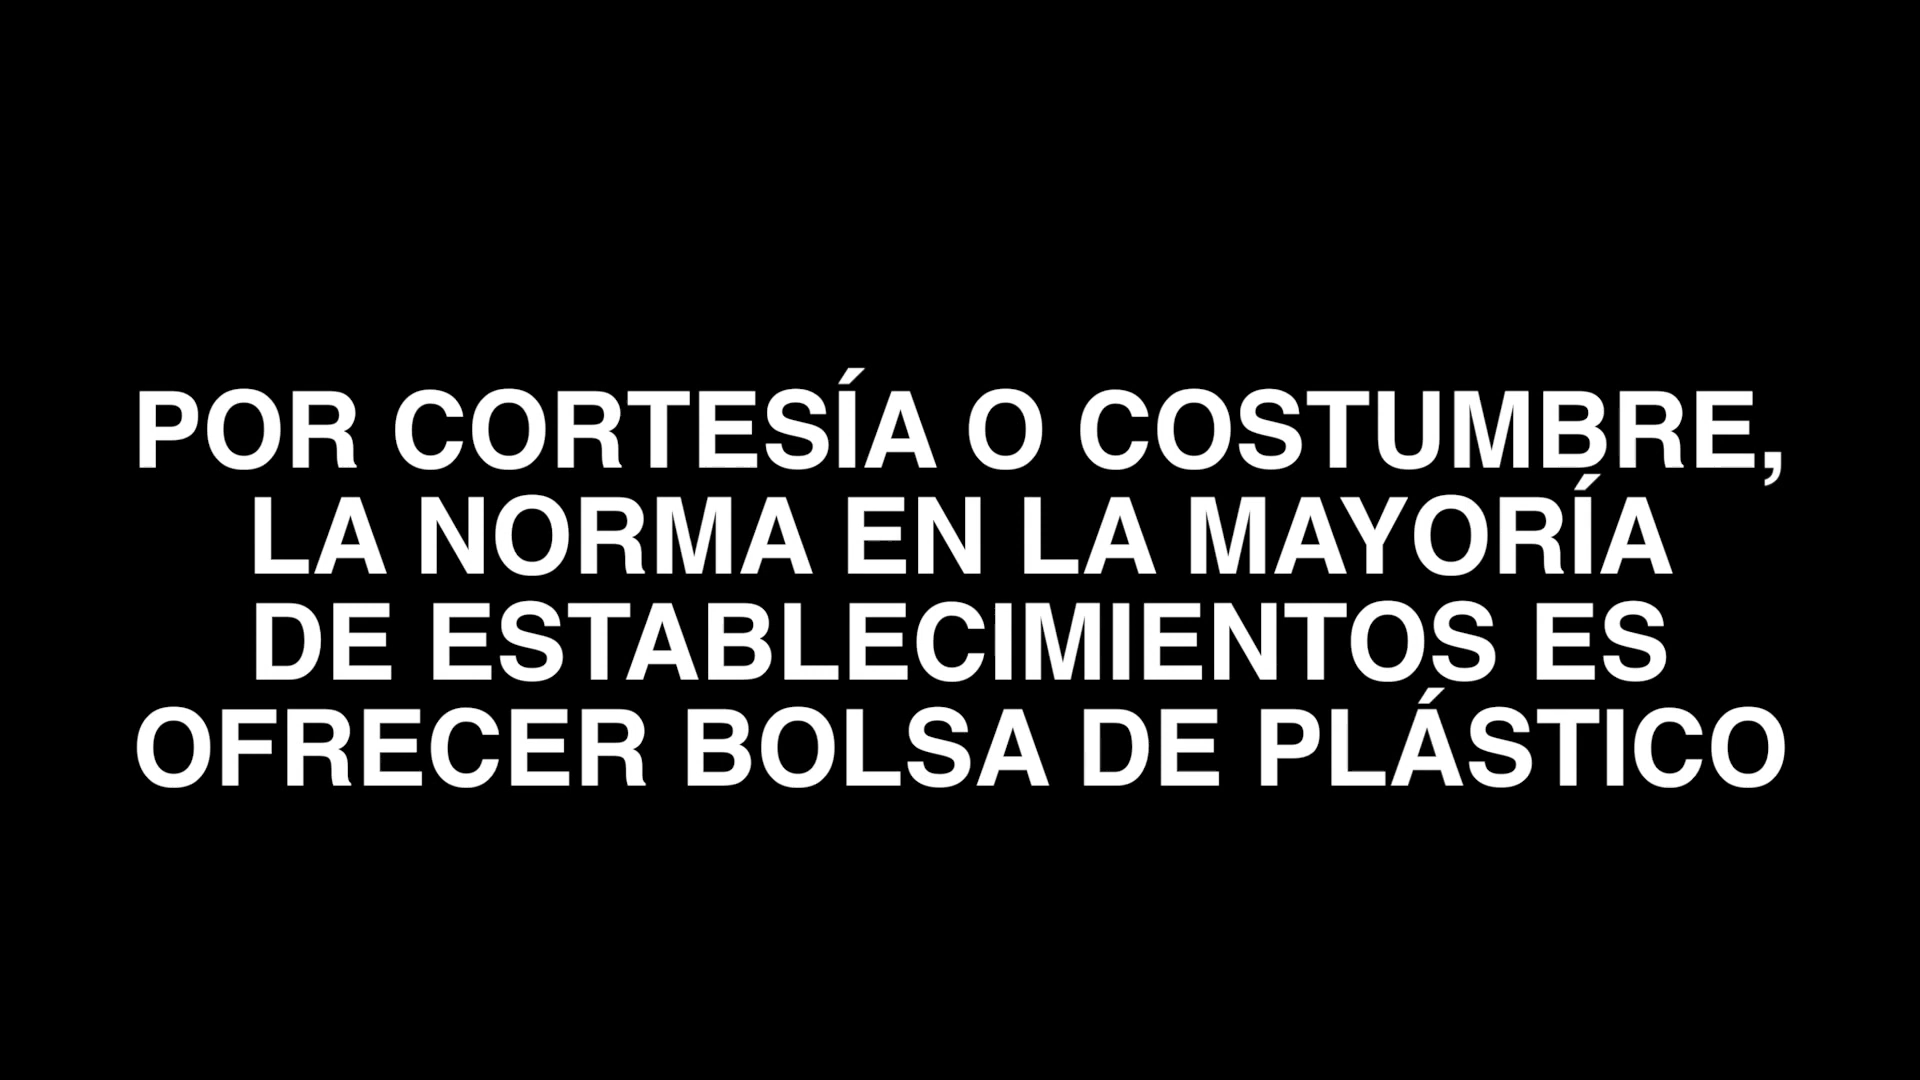 POR CORTESÍA O COSTUMBRE,
LA NORMA EN LA MAYORÍA
DE ESTABLECIMIENTOS ES
OFRECER BOLSA DE PLÁSTICO